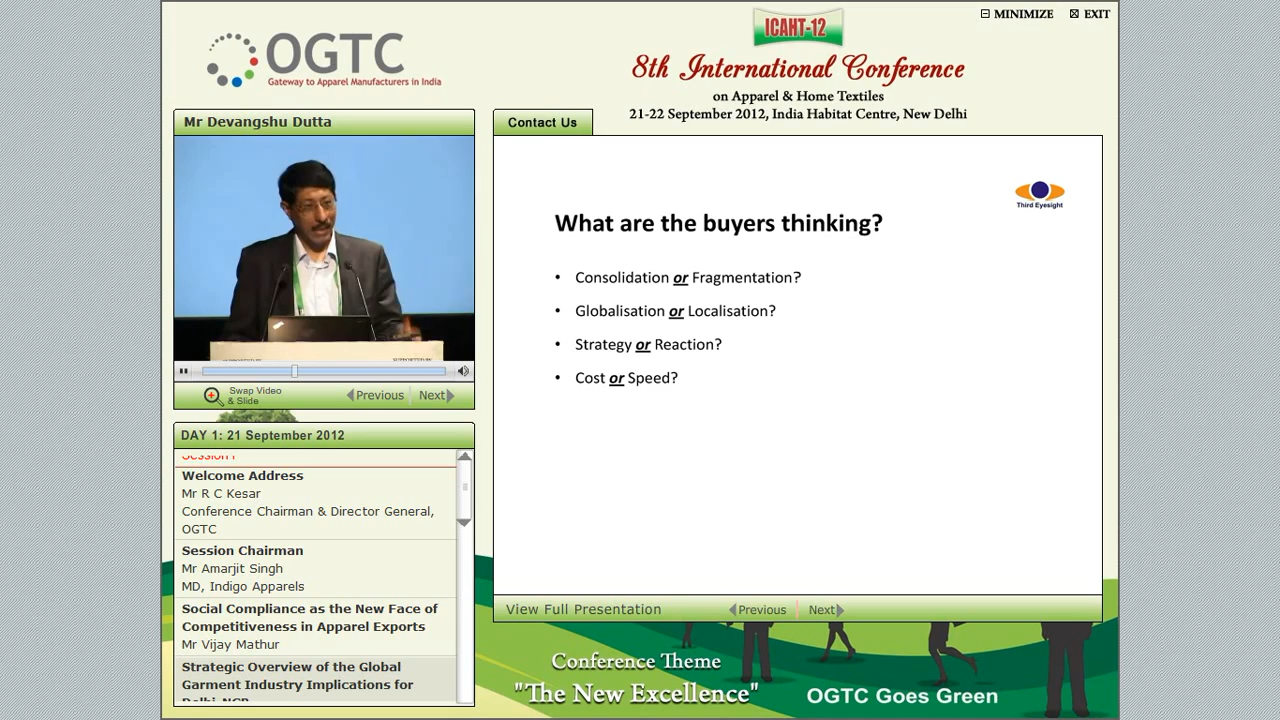 MINIMIZE
EXIT
ICAHT-12
OGTC
Gateway to Apparel Manufacturers in India
8th International Conference
on Apparel & Home Textiles
21-22 September 2012, India Habitat Centre, New Delhi
Mr Devangshu Dutta
Contact Us
Third Eyesight
What are the buyers thinking?
• Consolidation or Fragmentation?
• Globalisation or Localisation?
• Strategy or Reaction?
• Cost or Speed?
Swap Video
& Slide
Previous
Next
DAY 1: 21 September 2012
Welcome Address
Mr R C Kesar
Conference Chairman & Director General,
OGTC
Session Chairman
Mr Amarjit Singh
MD, Indigo Apparels
Social Compliance as the New Face of
Competitiveness in Apparel Exports
Mr Vijay Mathur
Strategic Overview of the Global
Garment Industry Implications for
Delhi-NCR
View Full Presentation
Previous
Next
Conference Theme
"The New Excellence"
OGTC Goes Green